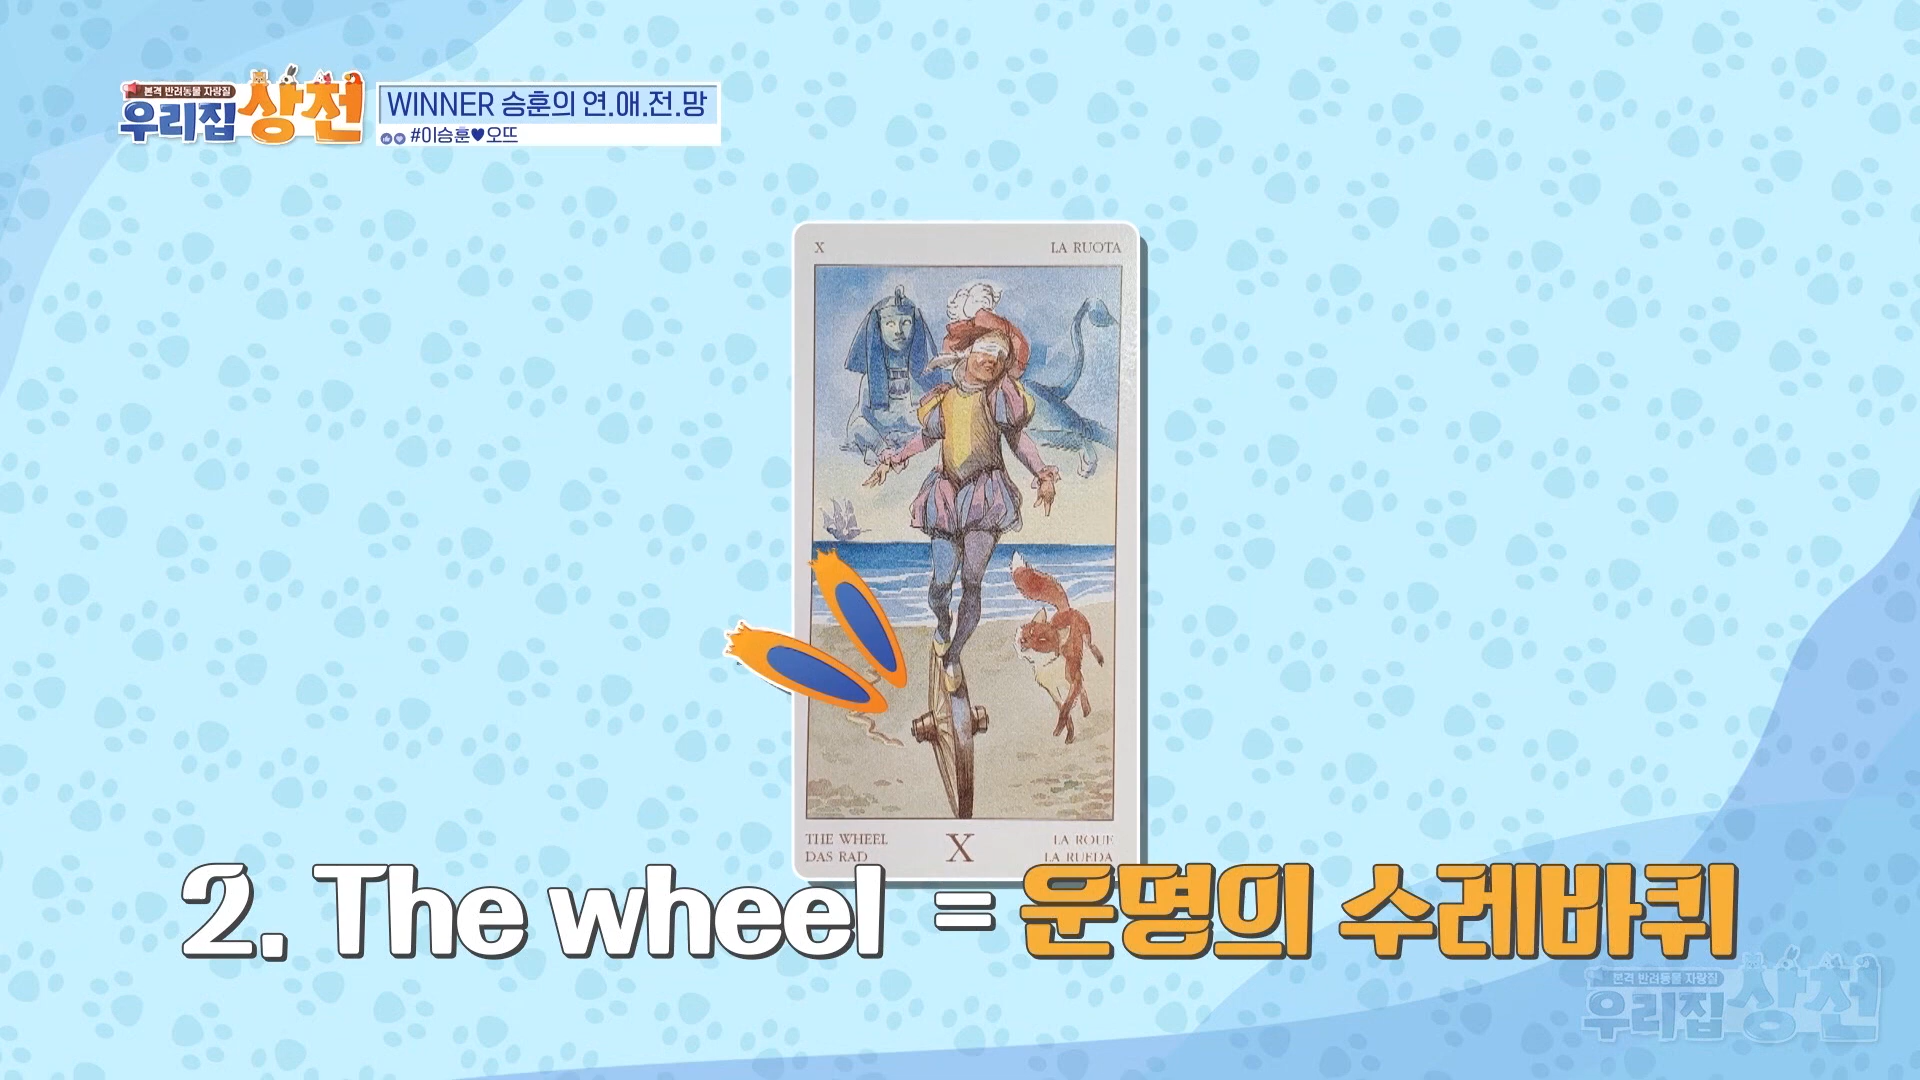 본격 반려동물 자랑질
우리집 상전
WINNER 승훈의 연.애.전.망
#이승훈♥오뜨
X
LA RUOTA
THE WHEEL
DAS RAD
X
LA ROUE
LA RUEDA
2. The wheel = 운명의 수레바퀴
본격 반려동물 자랑질
우리집 상전